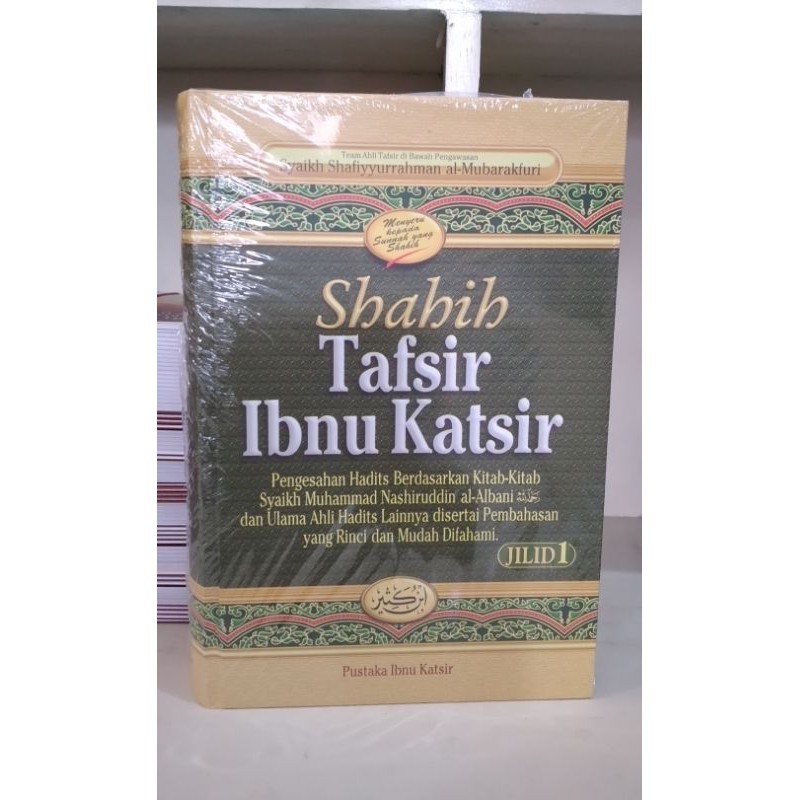 Team Ahli Tafsir di Bawah Pengawasan
Syaikh Shafiyyurrahman al-Mubarakfuri
Menyeru
kepada
Sunnah yang
Shahih
Shahih
Tafsir
Ibnu Katsir
Pengesahan Hadits Berdasarkan Kitab-Kitab
Syaikh Muhammad Nashiruddin al-Albani
dan Ulama Ahli Hadits Lainnya disertai Pembahasan
yang Rinci dan Mudah Difahami.
JILID 1
ابن كثير
Pustaka Ibnu Katsir